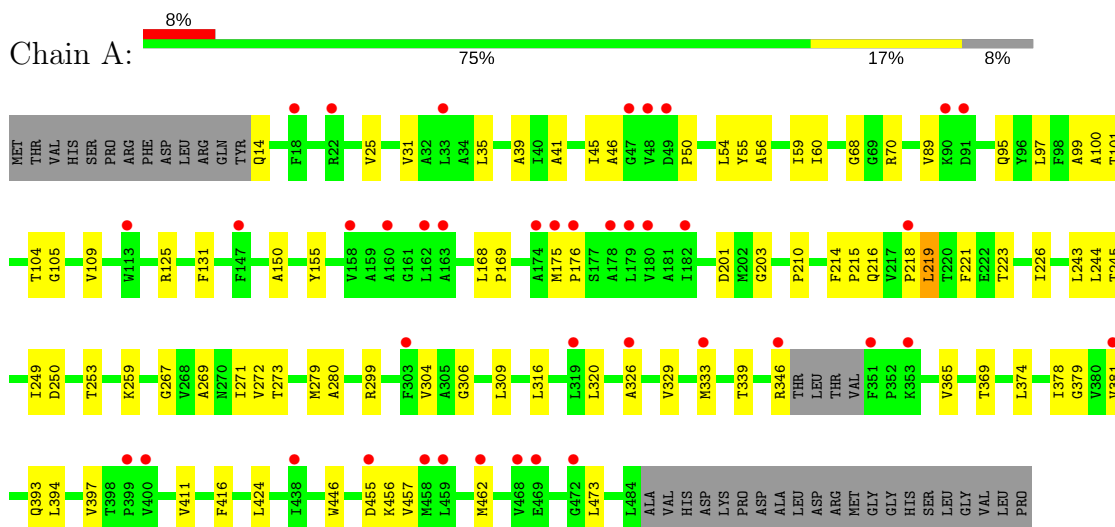 8%
Chain A:
75% 17% 8%
MET THR VAL HIS SER PRO ARG PHE ASP LEU ARG GLN TYR Q14 F18 R22 V25 V31 A32 L33 A34 L35 A39 I40 A41 I45 A46 G47 V48 D49 P50 L54 Y55 A56 I59 I60 G68 G69 R70 V89 K90 D91 Q95 Y96 L97 F98 A99 A100 T103
T104 G105 V109 W113 R125 F131 F147 A150 Y155 V158 A159 A160 G161 L162 A163 L168 P169 A174 M175 P176 S177 A178 L179 V180 A181 I182 D201 M202 G203 P210 F214 P215 Q216 V217 P218 L219 T220 F221 E222 T223 I226 L243 L244 T245
I249 D250 T253 K259 G267 V268 A269 N270 I271 V272 T273 M279 A280 R299 F303 V304 A305 G306 L309 L316 L319 L320 A326 V329 M333 T339 R346 THR LEU THR VAL F351 P352 K353 V365 T369 L374 I378 G379 V380 V381
Q393 L394 V397 T398 P399 V400 V411 F416 L424 I438 W446 D455 K456 V457 M458 L459 M462 V468 E469 G472 L473 L484 ALA VAL HIS ASP LYS PRO ASP ALA LEU ASP ARG MET GLY GLY HIS SER LEU GLY VAL LEU PRO